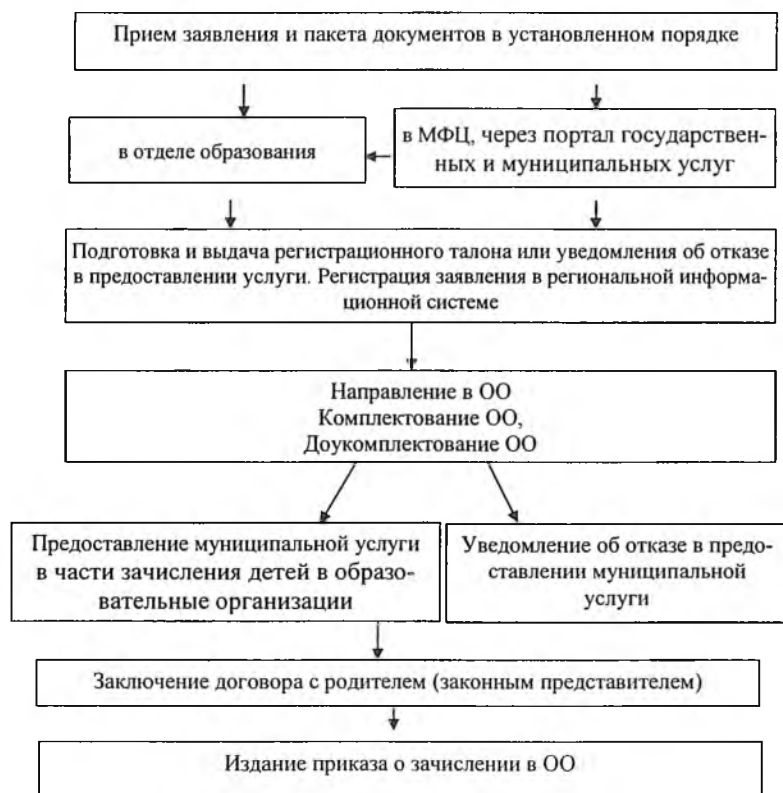 Прием заявления и пакета документов в установленном порядке
в отделе образования
в МФЦ, через портал государствен-
ных и муниципальных услуг
Подготовка и выдача регистрационного талона или уведомления об отказе
в предоставлении услуги. Регистрация заявления в региональной информа-
ционной системе
Направление в ОО
Комплектование ОО,
Доукомплектование ОО
Предоставление муниципальной услуги
в части зачисления детей в образо-
вательные организации
Уведомление об отказе в предо-
ставлении муниципальной
услуги
Заключение договора с родителем (законным представителем)
Издание приказа о зачислении в ОО